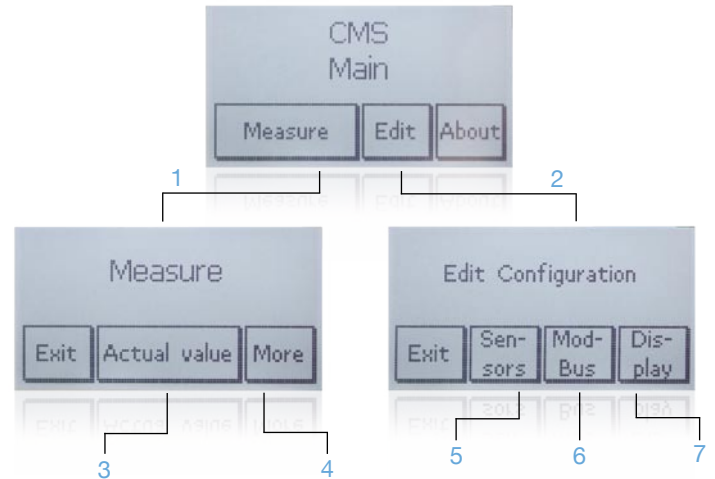 CMS
Main
Measure Edit About
1 2
Measure
Exit Actual value More
Edit Configuration
Exit Sen-sors Mod-Bus Dis-play
3 4
5 6 7